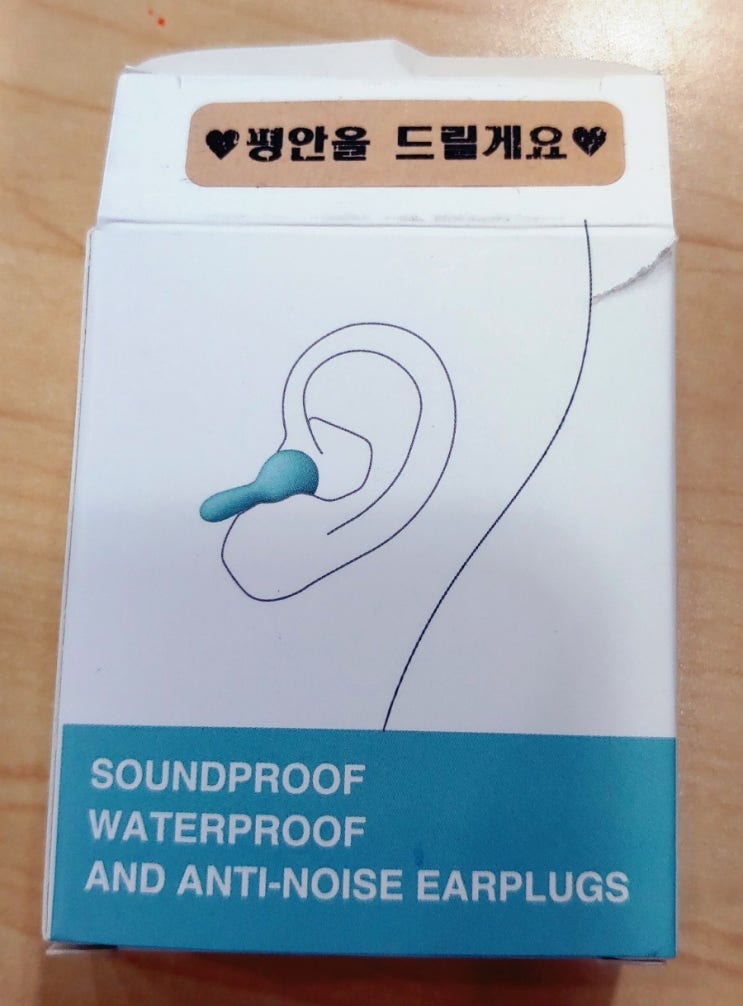 ♥평안을 드릴게요♥
SOUNDPROOF
WATERPROOF
AND ANTI-NOISE EARPLUGS